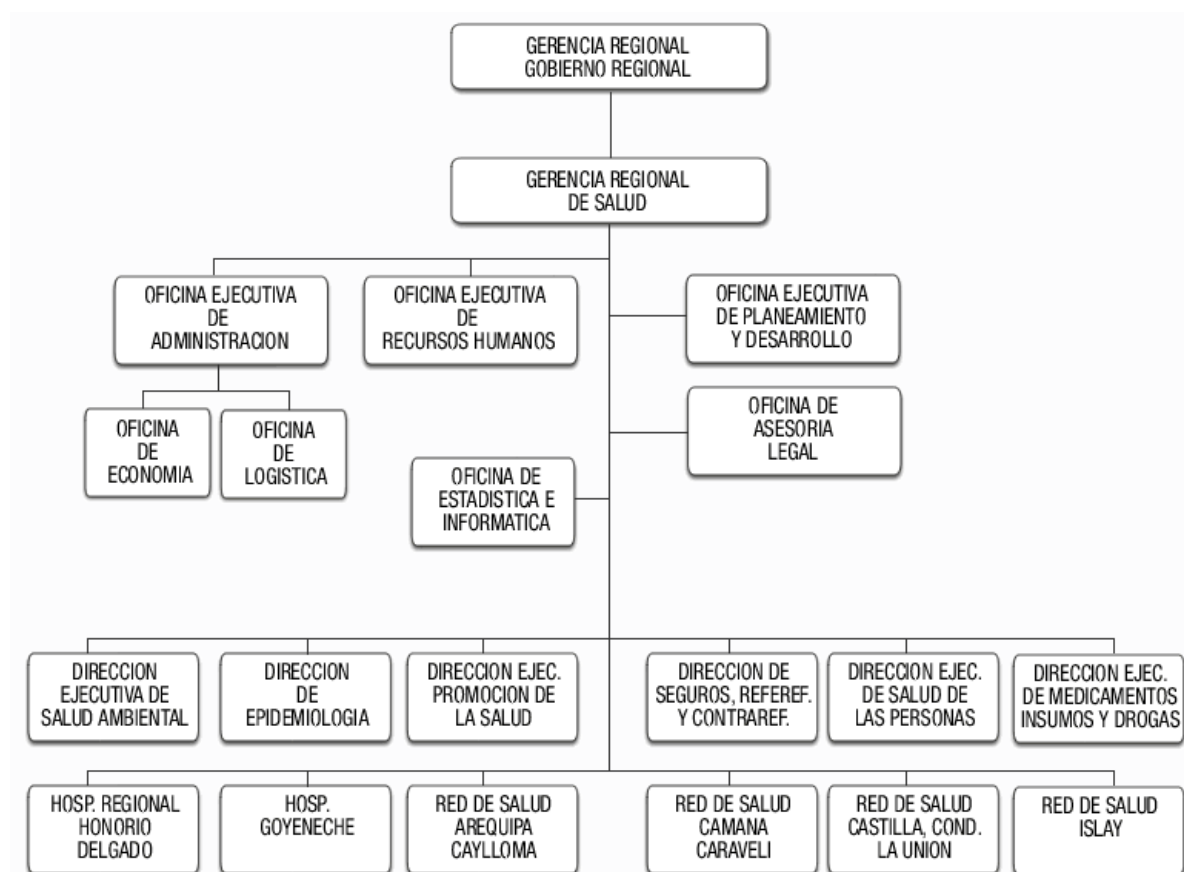 GERENCIA REGIONAL
GOBIERNO REGIONAL
GERENCIA REGIONAL
DE SALUD
OFICINA EJECUTIVA
DE
ADMINISTRACION
OFICINA EJECUTIVA
DE
RECURSOS HUMANOS
OFICINA EJECUTIVA
DE PLANEAMIENTO
Y DESARROLLO
OFICINA
DE
ECONOMIA
OFICINA
DE
LOGISTICA
OFICINA DE
ASESORIA
LEGAL
OFICINA DE
ESTADISTICA E
INFORMATICA
DIRECCION
EJECUTIVA DE
SALUD AMBIENTAL
DIRECCION
DE
EPIDEMIOLOGIA
DIRECCION EJEC.
PROMOCION DE
LA SALUD
DIRECCION DE
SEGUROS, REFEREF.
Y CONTRAREF.
DIRECCION EJEC.
DE SALUD DE
LAS PERSONAS
DIRECCION EJEC.
DE MEDICAMENTOS
INSUMOS Y DROGAS
HOSP. REGIONAL
HONORIO
DELGADO
HOSP.
GOYENECHE
RED DE SALUD
AREQUIPA
CAYLLOMA
RED DE SALUD
CAMANA
CARAVELI
RED DE SALUD
CASTILLA, COND.
LA UNION
RED DE SALUD
ISLAY